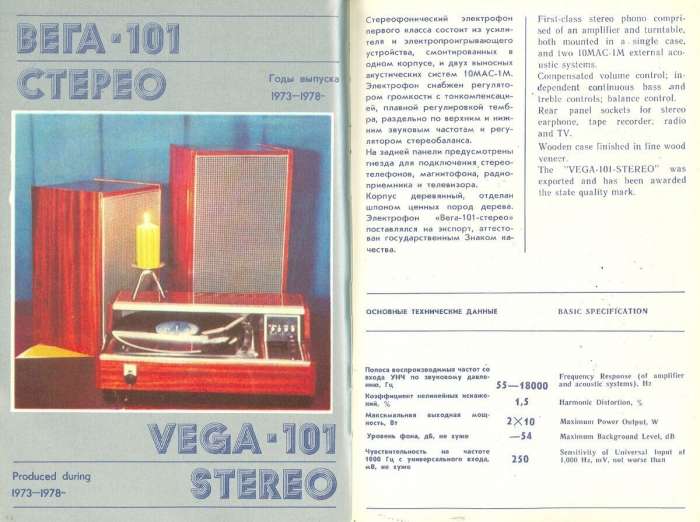 ВЕГА-101
СТЕРЕО
Годы выпуска
1973—1978-
VEGA-101
STEREO
Produced during
1973—1978-
Стереофонический электрофон
первого класса состоит из усили-
теля и электропроигрывающего
устройства, смонтированных в
одном корпусе, и двух выносных
акустических систем 10МАС-1М.
Электрофон снабжен регулято-
ром громкости с тонкомпенсаци-
ей, плавной регулировкой темб-
ра, раздельно по верхним и ниж-
ним звуковым частотам и регу-
лятором стереобаланса.
На задней панели предусмотрены
гнезда для подключения стерео-
телефонов, магнитофона, радио-
приемника и телевизора.
Корпус деревянный, отделан
шпоном ценных пород дерева.
Электрофон «Вега-101-стерео»
поставлялся на экспорт, аттесто-
ван государственным Знаком ка-
чества.
First-class stereo phono compri-
sed of an amplifier and turntable,
both mounted in a single case,
and two 10MAC-1M external aco-
ustic systems.
Compensated volume control; in-
dependent continuous bass and
treble controls; balance control.
Rear panel sockets for stereo
earphone, tape recorder, radio
and TV.
Wooden case finished in fine wood
veneer.
The "VEGA-101-STEREO" was
exported and has been awarded
the state quality mark.
ОСНОВНЫЕ ТЕХНИЧЕСКИЕ ДАННЫЕ BASIC SPECIFICATION
Полоса воспроизводимых частот со
входа УНЧ по звуковому давле-
нию, Гц
55—18000
Frequency Response (of amplifier
and acoustic systems), Hz
Коэффициент нелинейных искаже-
ний, %
1,5
Harmonic Distortion, %
Максимальная выходная мощ-
ность, Вт
2×10
Maximum Power Output, W
Уровень фона, дБ, не хуже
—54
Maximum Background Level, dB
Чувствительность на частоте
1000 Гц с универсального входа,
мВ, не хуже
250
Sensitivity of Universal Input at
1,000 Hz, mV, not worse than